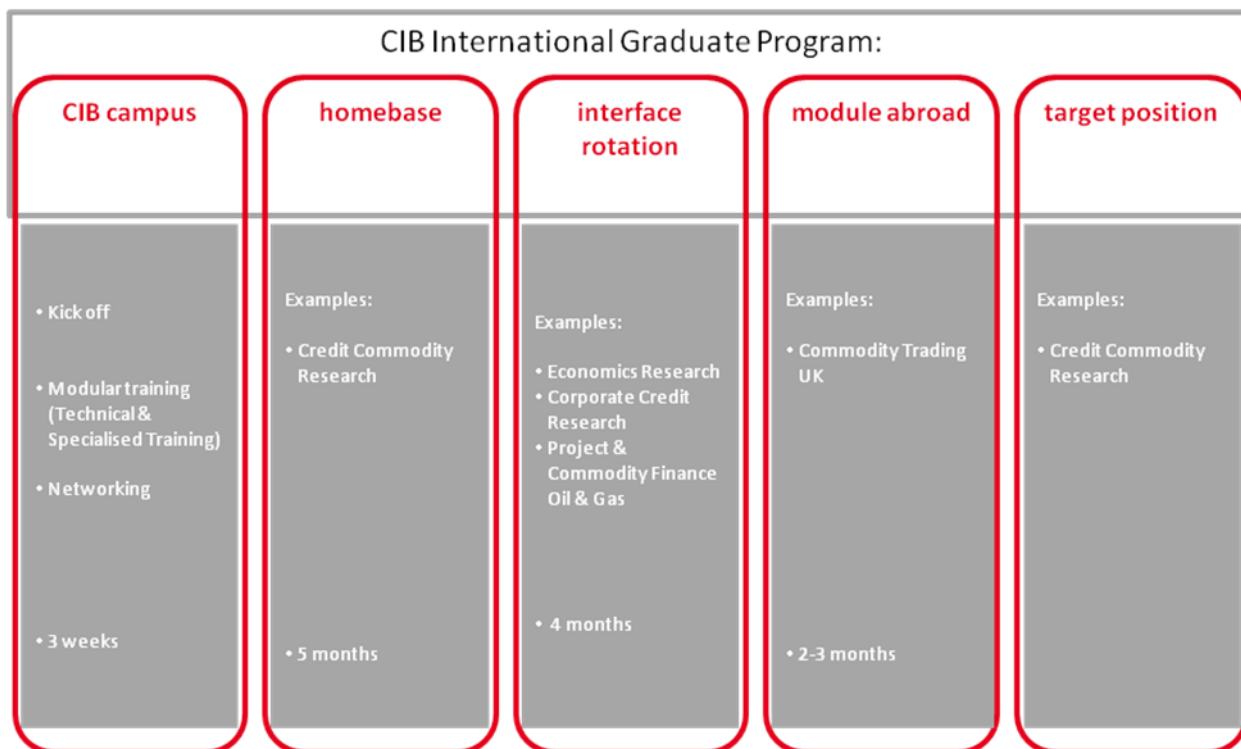 CIB International Graduate Program:
CIB campus
• Kick off
• Modular training
(Technical &
Specialised Training)
• Networking
• 3 weeks
homebase
Examples:
• Credit Commodity
Research
• 5 months
interface
rotation
Examples:
• Economics Research
• Corporate Credit
Research
• Project &
Commodity Finance
Oil & Gas
• 4 months
module abroad
Examples:
• Commodity Trading
UK
• 2-3 months
target position
Examples:
• Credit Commodity
Research